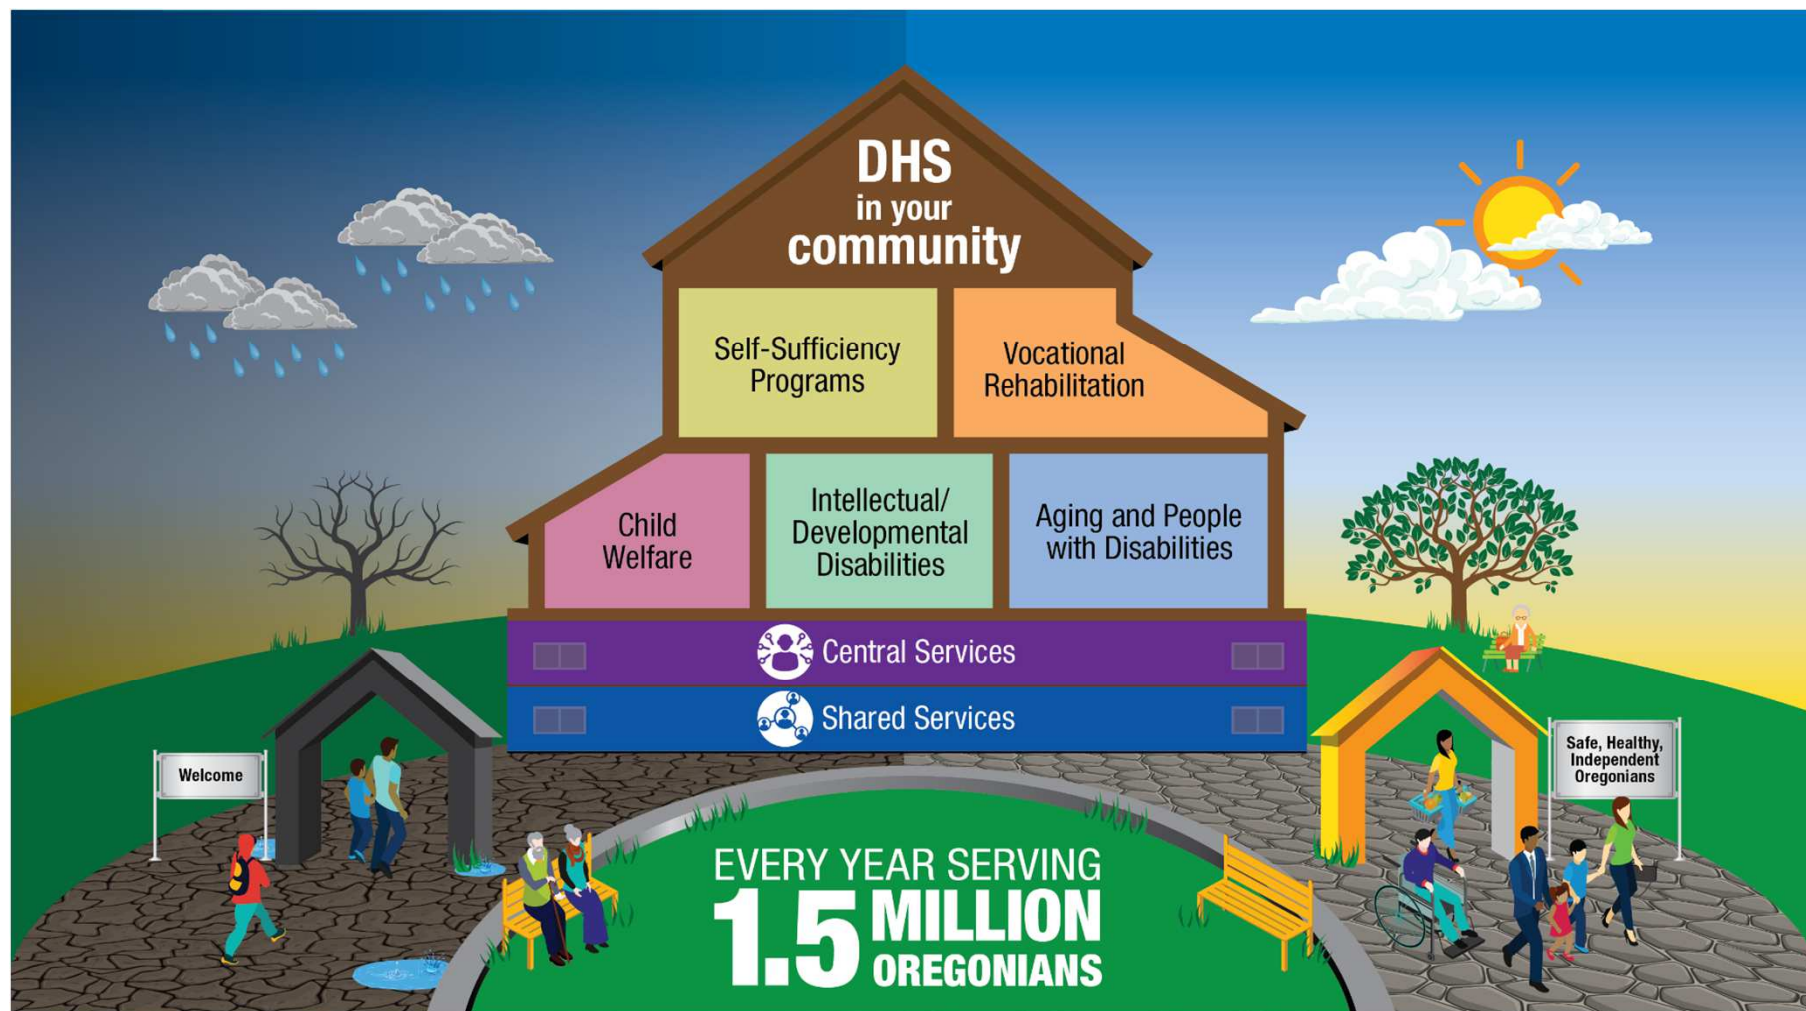 DHS
in your
community
Self-Sufficiency
Programs
Vocational
Rehabilitation
Child
Welfare
Intellectual/
Developmental
Disabilities
Aging and People
with Disabilities
Central Services
Shared Services
Welcome
Safe, Healthy,
Independent
Oregonians
EVERY YEAR SERVING
1.5 MILLION
OREGONIANS